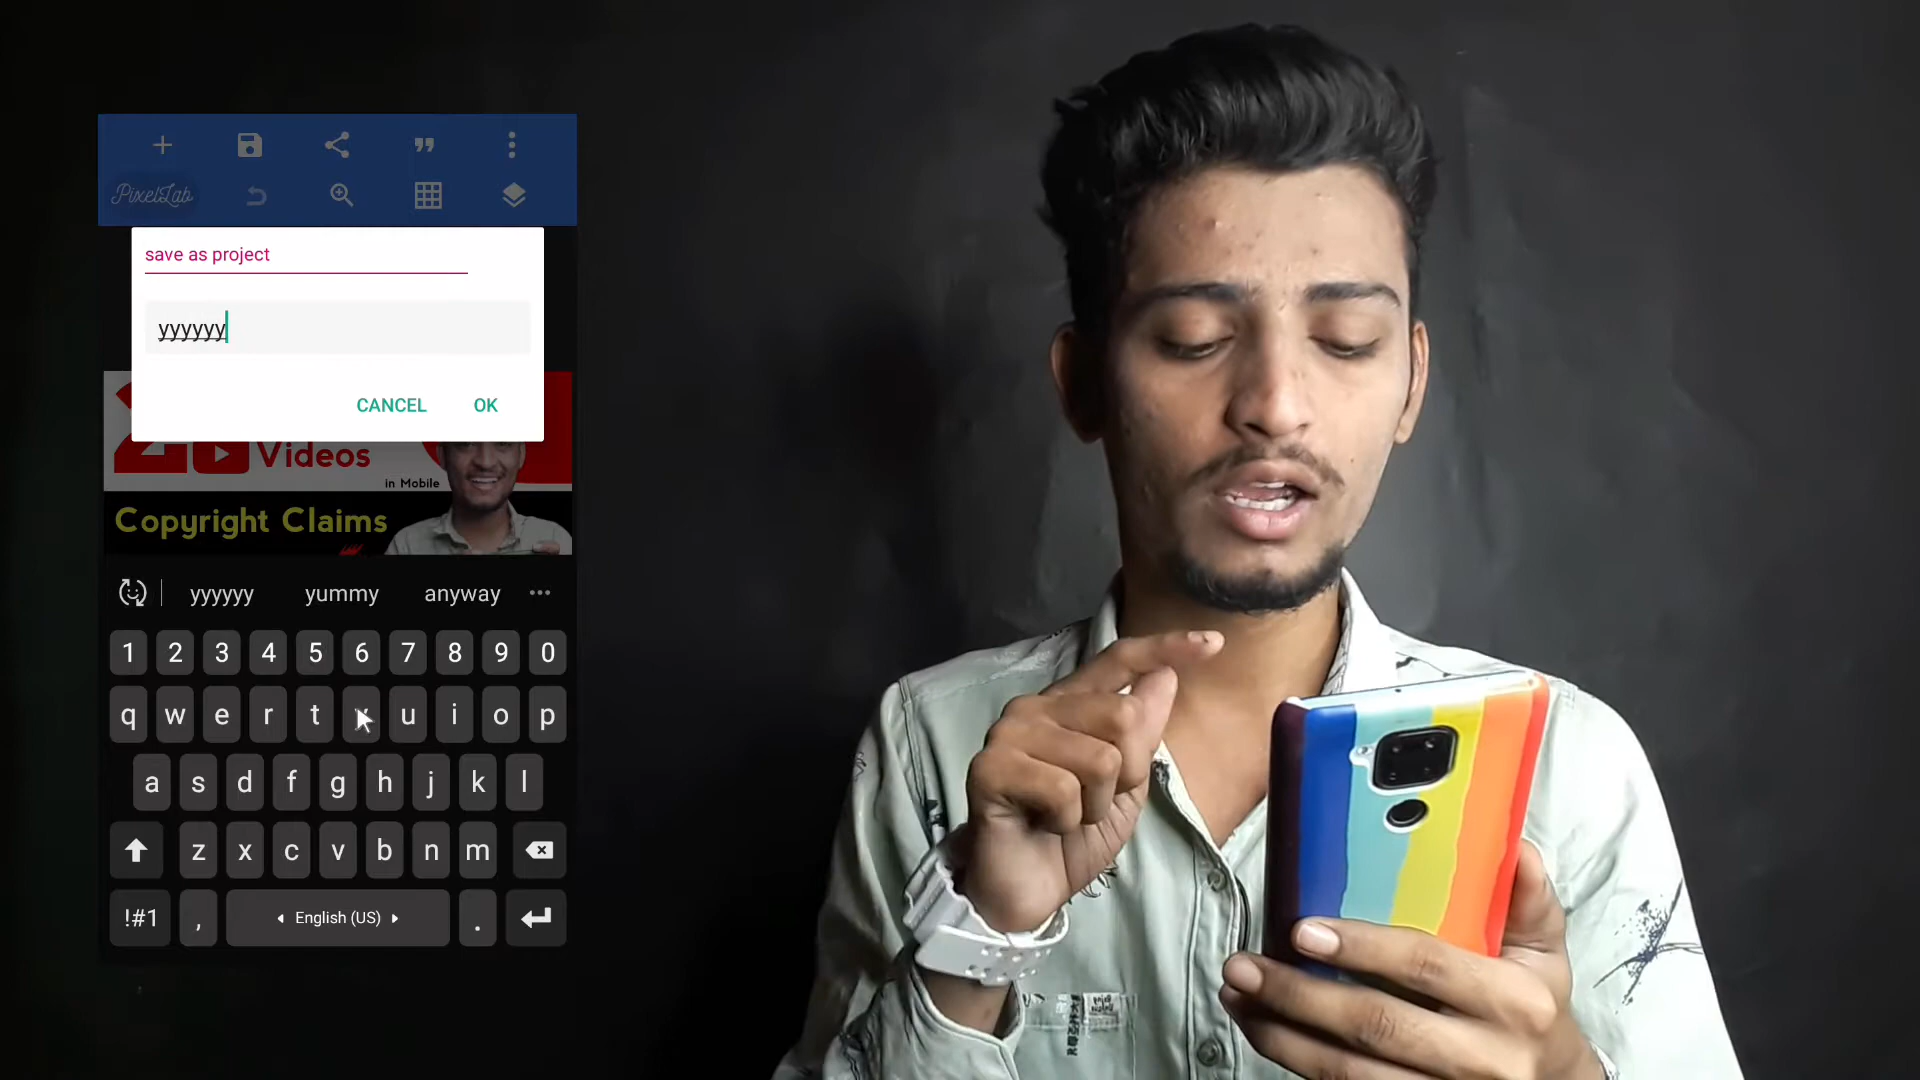 PixelLab
save as project
yyyyyy
CANCEL OK
Videos
in Mobile
Copyright Claims
yyyyyy yummy anyway
1 2 3 4 5 6 7 8 9 0
q w e r t y u i o p
a s d f g h j k l
z x c v b n m
!#1 , English (US) .